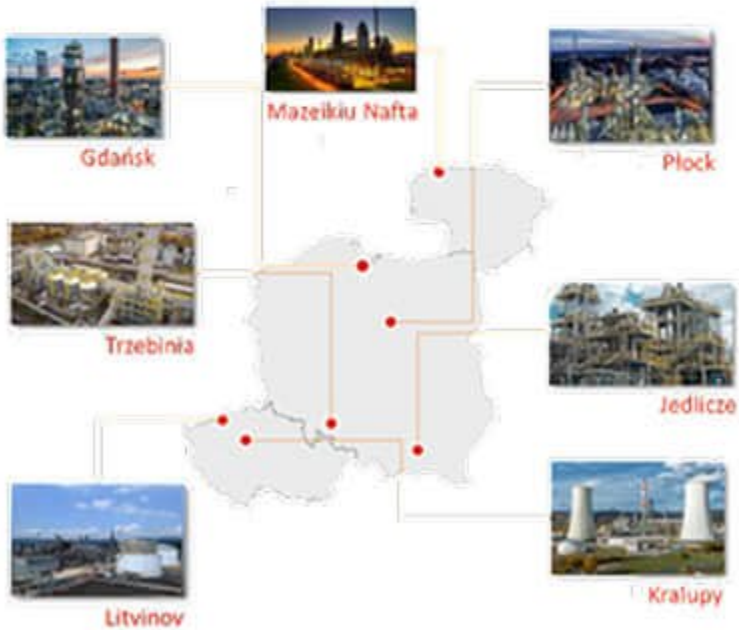 Mazeikiu Nafta
Gdańsk
Płock
Trzebinia
Jedlicze
Kralupy
Litvinov